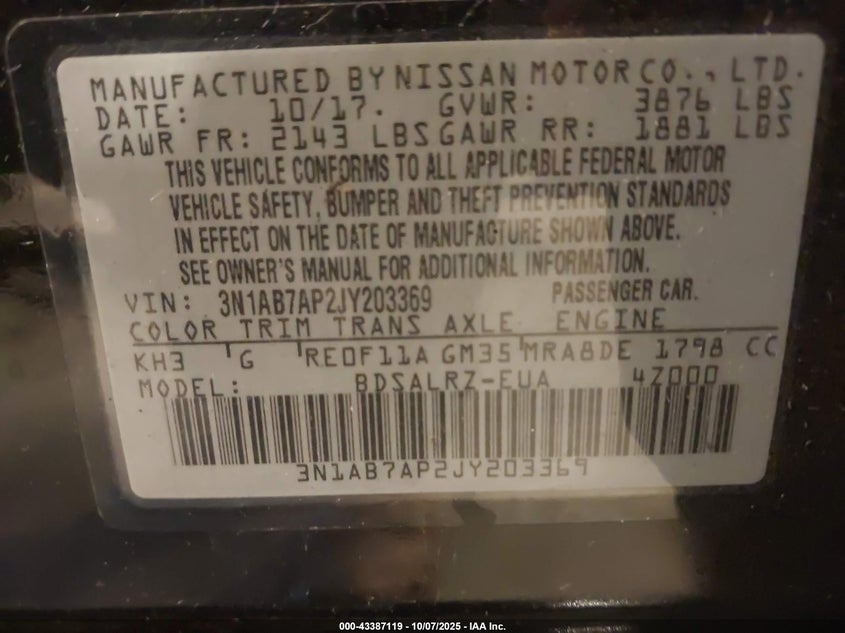 MANUFACTURED BY NISSAN MOTOR CO., LTD.
DATE: 10/17. GVWR: 3876 LBS
GAWR FR: 2143 LBS GAWR RR: 1881 LBS
THIS VEHICLE CONFORMS TO ALL APPLICABLE FEDERAL MOTOR
VEHICLE SAFETY, BUMPER AND THEFT PREVENTION STANDARDS
IN EFFECT ON THE DATE OF MANUFACTURE SHOWN ABOVE.
SEE OWNER'S MANUAL FOR ADDITIONAL INFORMATION.
VIN: 3N1AB7AP2JY203369 PASSENGER CAR.
COLOR TRIM TRANS AXLE ENGINE
KH3 G RE0F11A GM35 MRA8DE 1798 CC
MODEL: BDSALRZ-EUA 4Z000
3N1AB7AP2JY203369
000-43387119 - 10/07/2025 - IAA Inc.